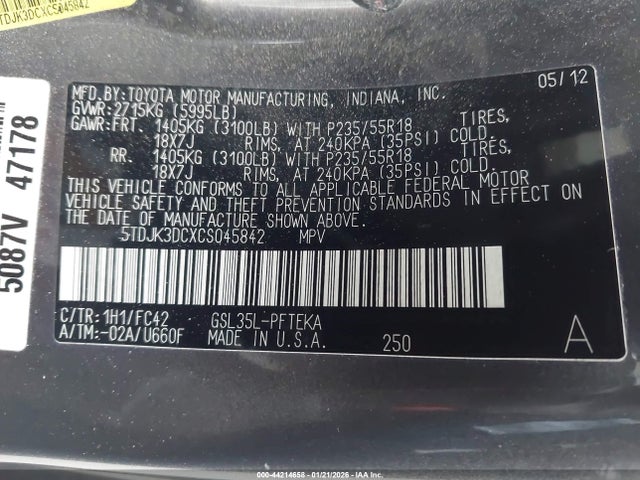 TDJK3DCXCS045842
5087V 47178
MFD.BY:TOYOTA MOTOR MANUFACTURING, INDIANA, INC. 05/12
GVWR:2715KG (5995LB)
GAWR:FRT. 1405KG (3100LB) WITH P235/55R18 TIRES,
18X7J RIMS, AT 240KPA (35PSI) COLD.
RR. 1405KG (3100LB) WITH P235/55R18 TIRES,
18X7J RIMS, AT 240KPA (35PSI) COLD.
THIS VEHICLE CONFORMS TO ALL APPLICABLE FEDERAL MOTOR
VEHICLE SAFETY AND THEFT PREVENTION STANDARDS IN EFFECT ON
THE DATE OF MANUFACTURE SHOWN ABOVE.
5TDJK3DCXCS045842 MPV
C/TR:1H1/FC42 GSL35L-PFTEKA
A/TM:-02A/U660F MADE IN U.S.A. 250 A
000-44214658 - 01/21/2026 - IAA Inc.